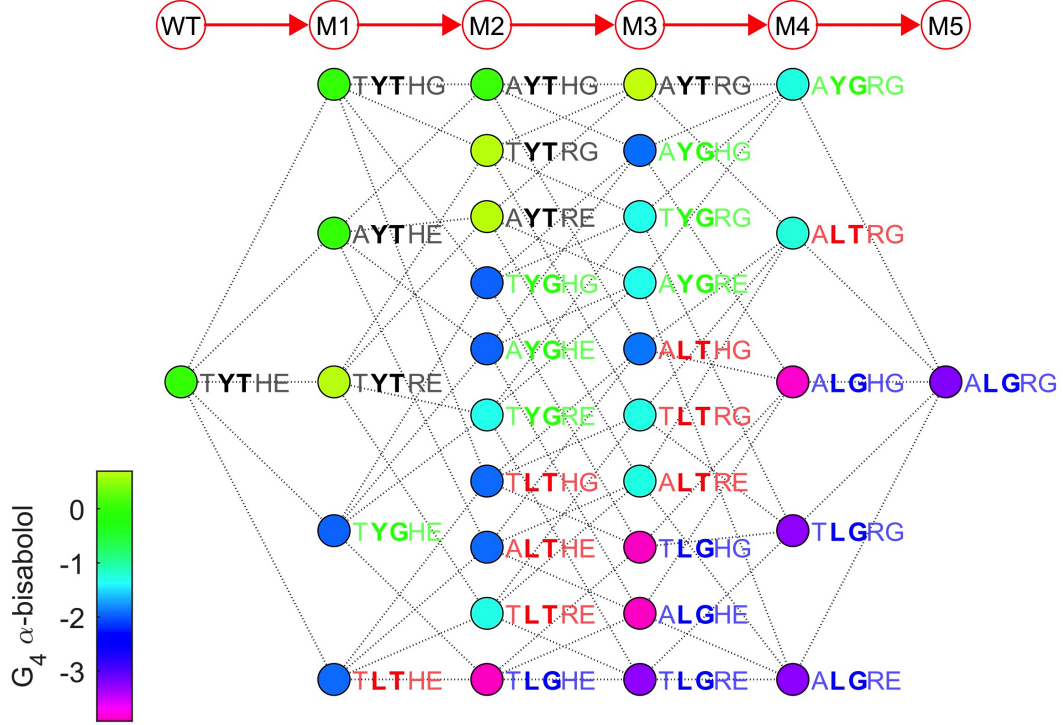 WT M1 M2 M3 M4 M5
TYTHG AYTHG AYTRG AYGRG
TYTRG AYGHG
AYTHE AYTRE TYGRG ALTRG
TYGHG AYGRE
AYGHE ALTHG
TYTHE TYTRE ALGHG ALGRG
TYGRE TLTRG
TLTHG ALTRE
TYGHE ALTHE TLGHG TLGRG
TLTRE ALGHE
TLTHE TLGHE TLGRE ALGRE
G4 α-bisabolol
0
-1
-2
-3